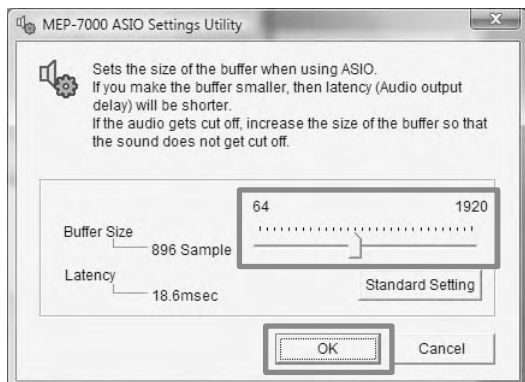 MEP-7000 ASIO Settings Utility
Sets the size of the buffer when using ASIO.
If you make the buffer smaller, then latency (Audio output
delay) will be shorter.
If the audio gets cut off, increase the size of the buffer so that
the sound does not get cut off.
64 1920
Buffer Size
896 Sample
Latency
18.6msec
Standard Setting
OK Cancel